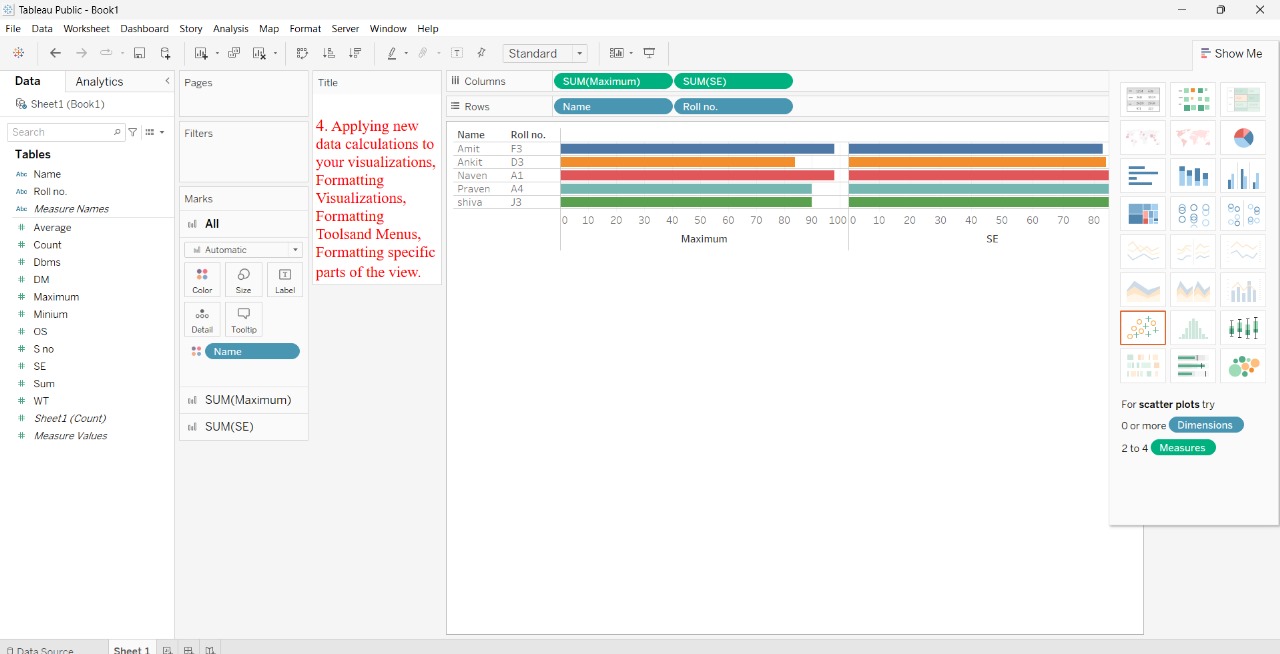 Tableau Public - Book1
File Data Worksheet Dashboard Story Analysis Map Format Server Window Help
Standard
Show Me
Data Analytics
Sheet1 (Book1)
Search
Tables
Abc Name
Abc Roll no.
Abc Measure Names
# Average
# Count
# Dbms
# DM
# Maximum
# Minium
# OS
# S no
# SE
# Sum
# WT
# Sheet1 (Count)
# Measure Values
Pages
Filters
Marks
All
Automatic
Color Size Label
Detail Tooltip
Name
SUM(Maximum)
SUM(SE)
Title
4. Applying new
data calculations to
your visualizations,
Formatting
Visualizations,
Formatting
Toolsand Menus,
Formatting specific
parts of the view.
Columns SUM(Maximum) SUM(SE)
Rows Name Roll no.
Name Roll no.
Amit F3
Ankit D3
Naven A1
Praven A4
shiva J3
0 10 20 30 40 50 60 70 80 90 100 0 10 20 30 40 50 60 70 80
Maximum SE
For scatter plots try
0 or more Dimensions
2 to 4 Measures
Data Source Sheet 1